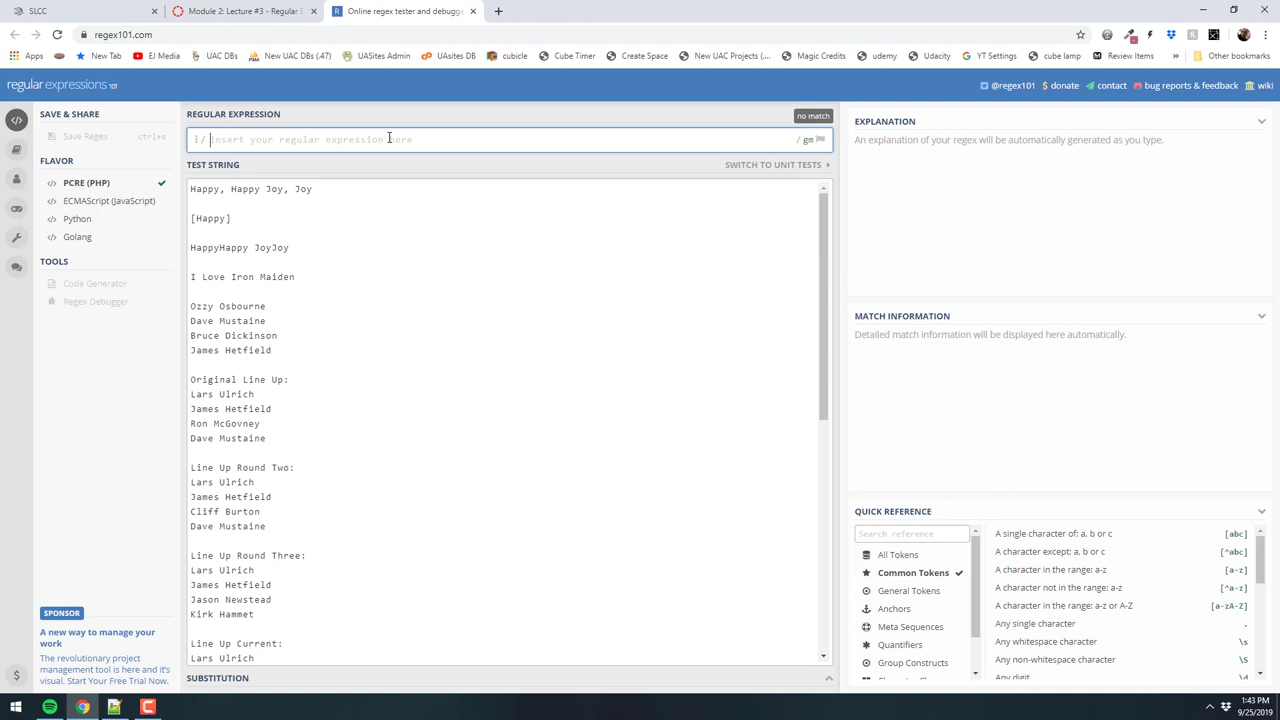 SLCC
Module 2: Lecture #3 - Regular E
Online regex tester and debugge
regex101.com
Apps
Torn
EJ Media
UAC DBs
New UAC DBs (.47)
UASites Admin
UAsites DB
cubicle
Cube Timer
Create Space
New UAC Projects (...
Magic Credits
udemy
Udacity
YT Settings
cube lamp
Review Items
Other bookmarks
regular expressions 101
@regex101
donate
contact
bug reports & feedback
wiki
SAVE & SHARE
Save Regex ctrl+s
FLAVOR
PCRE (PHP)
ECMAScript (JavaScript)
Python
Golang
TOOLS
Code Generator
Regex Debugger
SPONSOR
A new way to manage your
work
The revolutionary project
management tool is here and it's
visual. Start Your Free Trial Now.
REGULAR EXPRESSION
no match
/ insert your regular expression here / gm
TEST STRING
SWITCH TO UNIT TESTS
Happy, Happy Joy, Joy
[Happy]
HappyHappy JoyJoy
I Love Iron Maiden
Ozzy Osbourne
Dave Mustaine
Bruce Dickinson
James Hetfield
Original Line Up:
Lars Ulrich
James Hetfield
Ron McGovney
Dave Mustaine
Line Up Round Two:
Lars Ulrich
James Hetfield
Cliff Burton
Dave Mustaine
Line Up Round Three:
Lars Ulrich
James Hetfield
Jason Newstead
Kirk Hammet
Line Up Current:
Lars Ulrich
SUBSTITUTION
EXPLANATION
An explanation of your regex will be automatically generated as you type.
MATCH INFORMATION
Detailed match information will be displayed here automatically.
QUICK REFERENCE
Search reference
All Tokens
Common Tokens
General Tokens
Anchors
Meta Sequences
Quantifiers
Group Constructs
A single character of: a, b or c [abc]
A character except: a, b or c [^abc]
A character in the range: a-z [a-z]
A character not in the range: a-z [^a-z]
A character in the range: a-z or A-Z [a-zA-Z]
Any single character .
Any whitespace character \s
Any non-whitespace character \S
Any digit \d
1:43 PM
9/25/2019